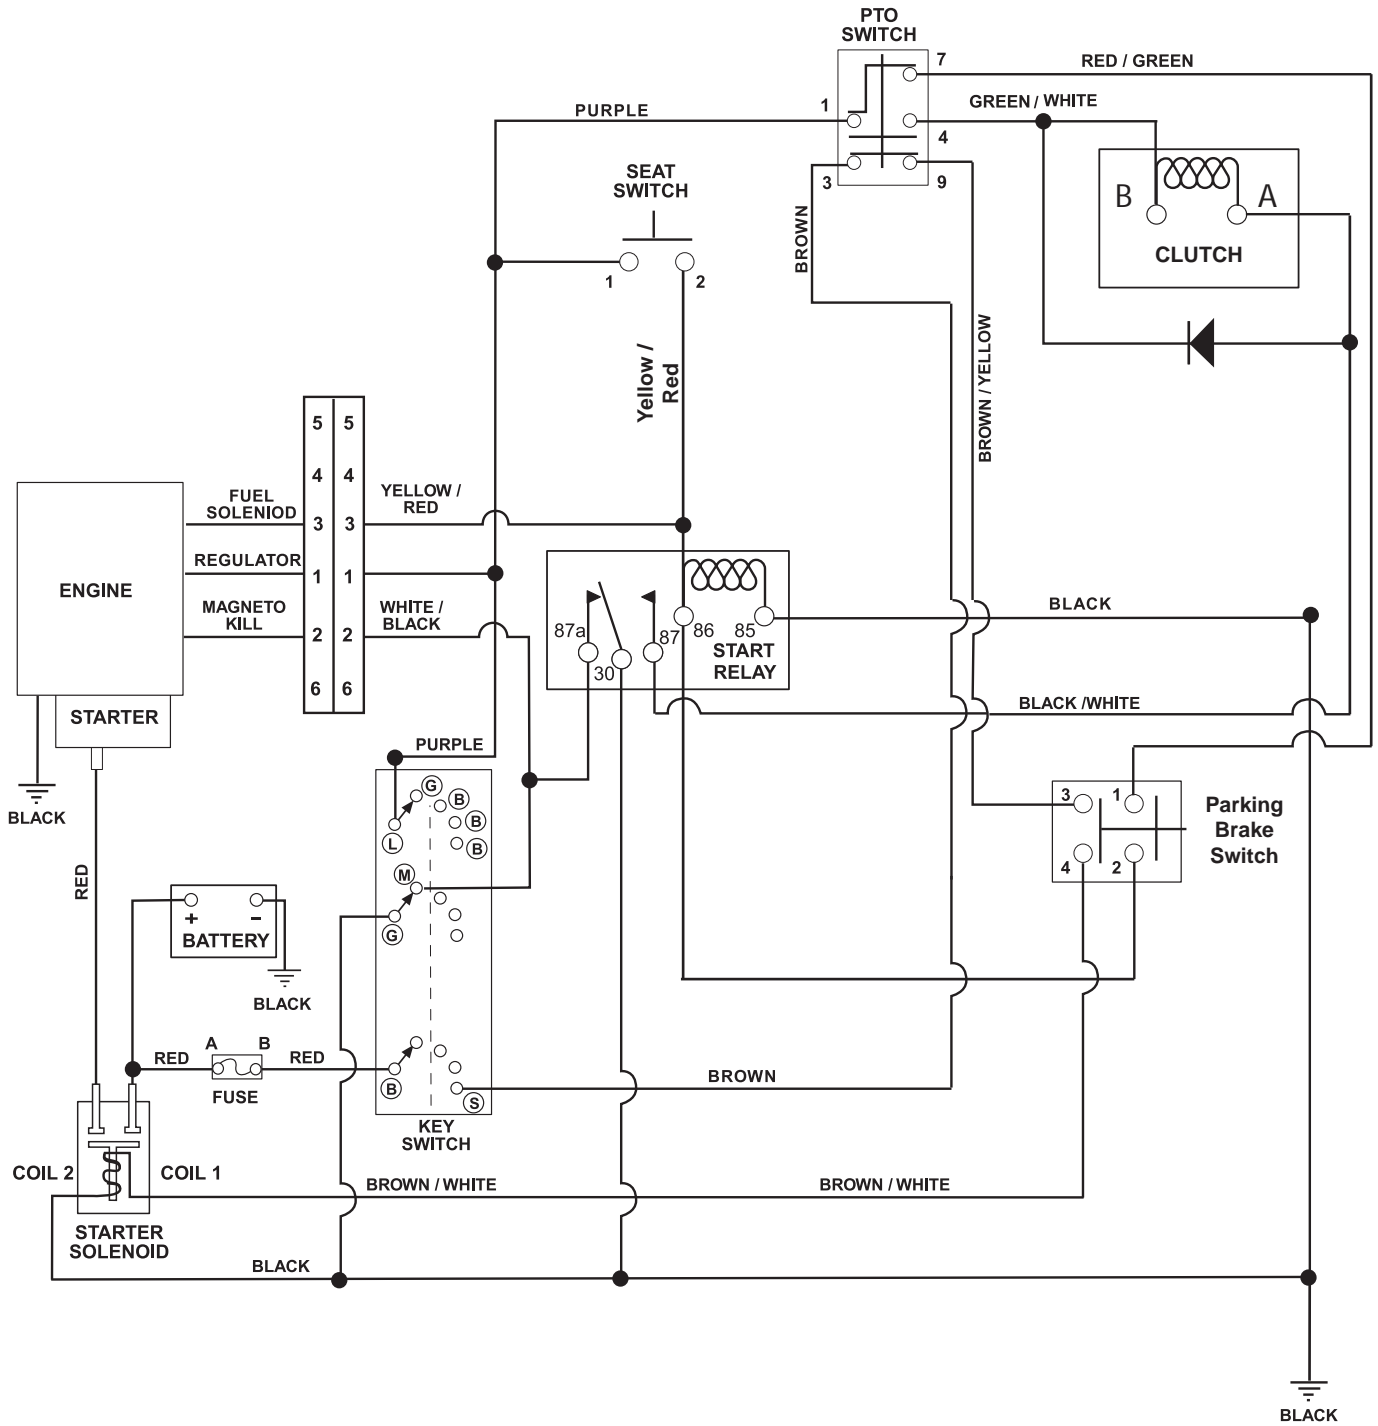 PTO
SWITCH
7
RED / GREEN
1
PURPLE
GREEN / WHITE
4
3
9
SEAT
SWITCH
1
2
BROWN
B
A
CLUTCH
Yellow /
Red
BROWN / YELLOW
5 5
4 4
3 3
1 1
2 2
6 6
FUEL
SOLENIOD
YELLOW /
RED
REGULATOR
ENGINE
MAGNETO
KILL
WHITE /
BLACK
BLACK
87a
30
87
86
85
START
RELAY
STARTER
BLACK /WHITE
PURPLE
BLACK
G
B
B
B
L
M
G
3
1
4
2
Parking
Brake
Switch
RED
+
-
BATTERY
BLACK
RED
A
B
RED
FUSE
B
S
BROWN
KEY
SWITCH
COIL 2
COIL 1
BROWN / WHITE
BROWN / WHITE
STARTER
SOLENOID
BLACK
BLACK